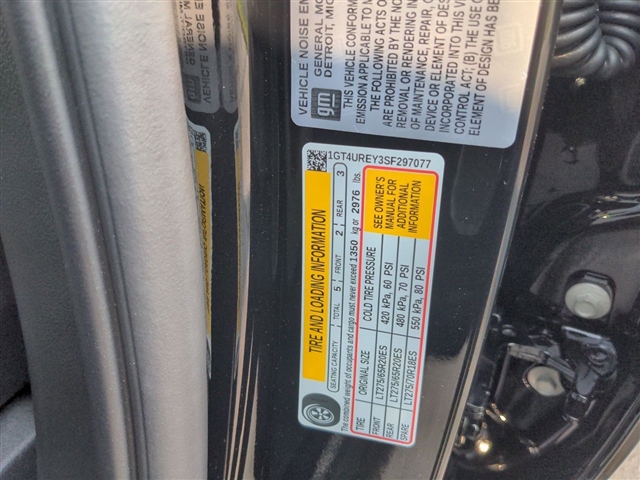 VEHICLE NOISE EM
GENERAL MO
DETROIT, MIC
gm
THIS VEHICLE CONFORM
EMISSION APPLICABLE TO M
THE FOLLOWING ACTS O
ARE PROHIBITED BY THE NO
REMOVAL OR RENDERING IN
OF MAINTENANCE, REPAIR,
DEVICE OR ELEMENT OF DES
INCORPORATED INTO
CONTROL ACT; (B) THE USE O
ELEMENT OF DESIGN HAS BE
gm
1GT4UREY3SF297077
TIRE AND LOADING INFORMATION
SEATING CAPACITY TOTAL 5 FRONT 2 REAR 3
The combined weight of occupants and cargo must never exceed 1350 kg or 2976 lbs.
TIRE ORIGINAL SIZE COLD TIRE PRESSURE
FRONT LT275/65R20ES 420 kPa, 60 PSI
REAR LT275/65R20ES 480 kPa, 70 PSI
SPARE LT275/70R18ES 550 kPa, 80 PSI
SEE OWNER'S
MANUAL FOR
ADDITIONAL
INFORMATION